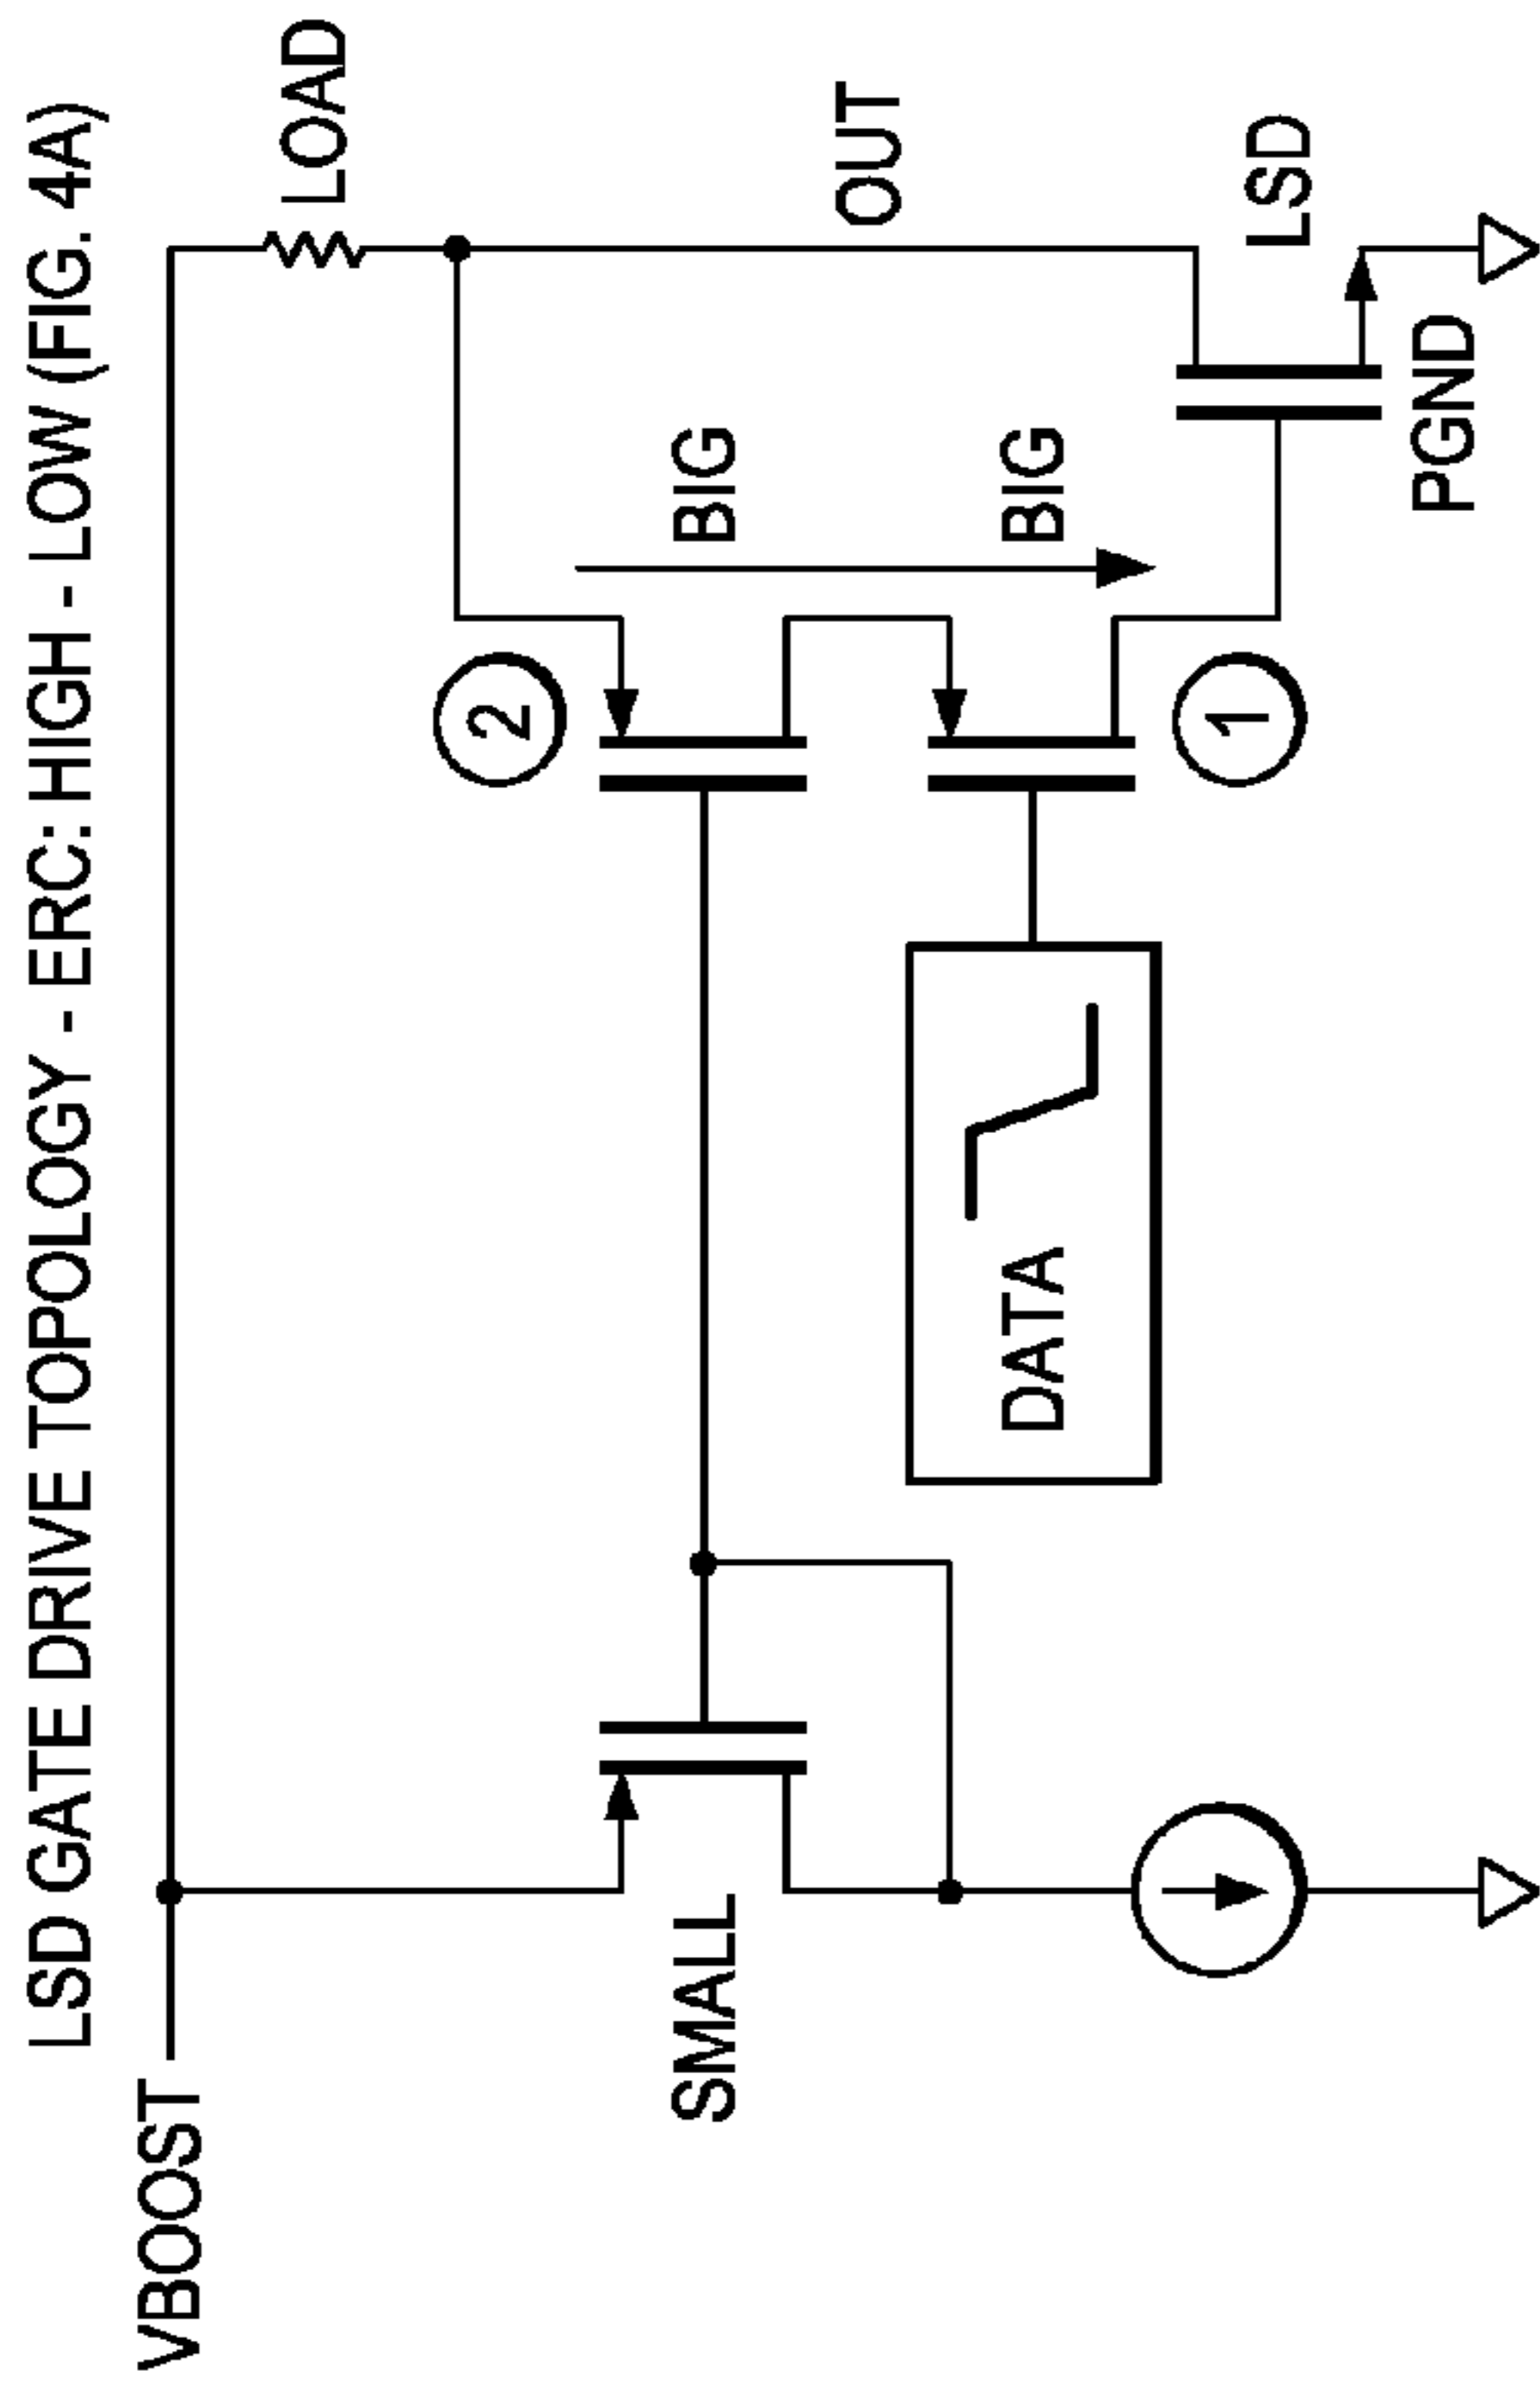 LSD GATE DRIVE TOPOLOGY - ERC: HIGH - LOW (FIG. 4A)
VBOOST
LOAD
2
SMALL
BIG
OUT
DATA
BIG
1
LSD
PGND